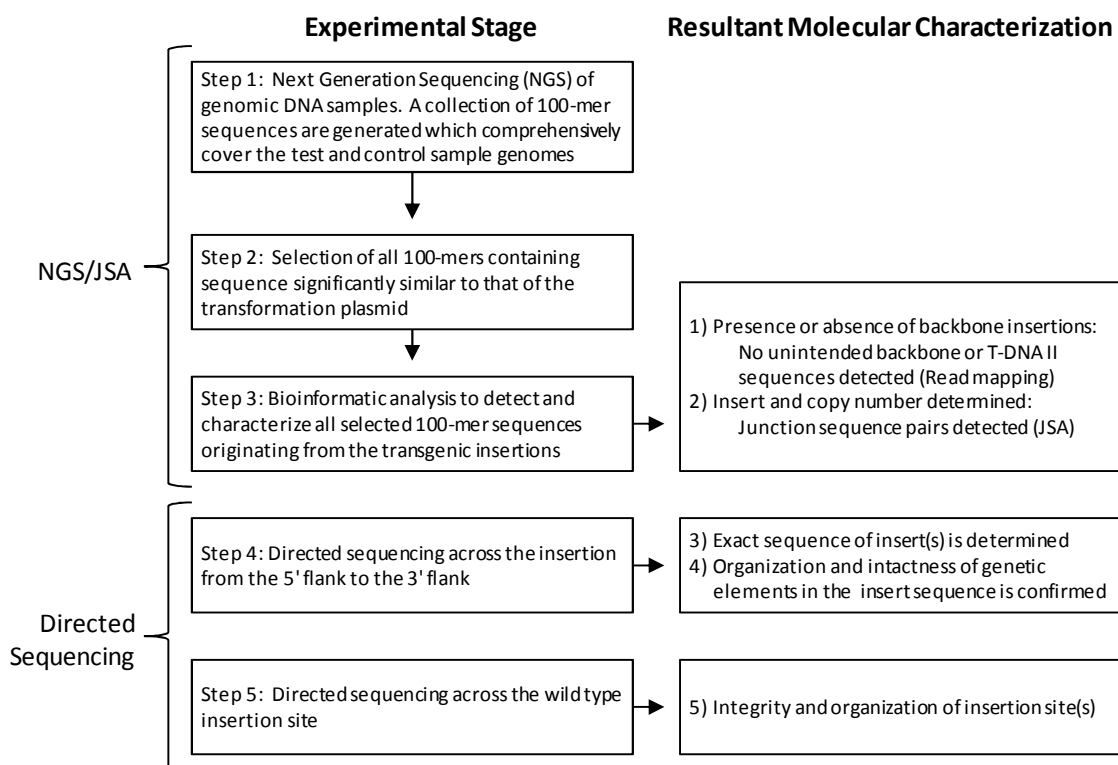 Experimental Stage
Resultant Molecular Characterization
NGS/JSA
Step 1: Next Generation Sequencing (NGS) of
genomic DNA samples. A collection of 100-mer
sequences are generated which comprehensively
cover the test and control sample genomes
Step 2: Selection of all 100-mers containing
sequence significantly similar to that of the
transformation plasmid
Step 3: Bioinformatic analysis to detect and
characterize all selected 100-mer sequences
originating from the transgenic insertions
1) Presence or absence of backbone insertions:
No unintended backbone or T-DNA II
sequences detected (Read mapping)
2) Insert and copy number determined:
Junction sequence pairs detected (JSA)
Directed
Sequencing
Step 4: Directed sequencing across the insertion
from the 5' flank to the 3' flank
3) Exact sequence of insert(s) is determined
4) Organization and intactness of genetic
elements in the insert sequence is confirmed
Step 5: Directed sequencing across the wild type
insertion site
5) Integrity and organization of insertion site(s)